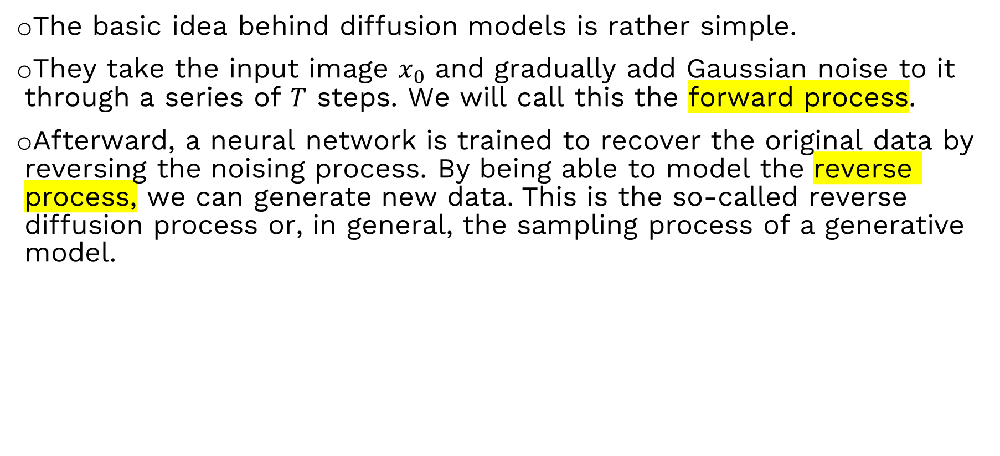 ○The basic idea behind diffusion models is rather simple.
○They take the input image x₀ and gradually add Gaussian noise to it
through a series of T steps. We will call this the forward process.
○Afterward, a neural network is trained to recover the original data by
reversing the noising process. By being able to model the reverse
process, we can generate new data. This is the so-called reverse
diffusion process or, in general, the sampling process of a generative
model.